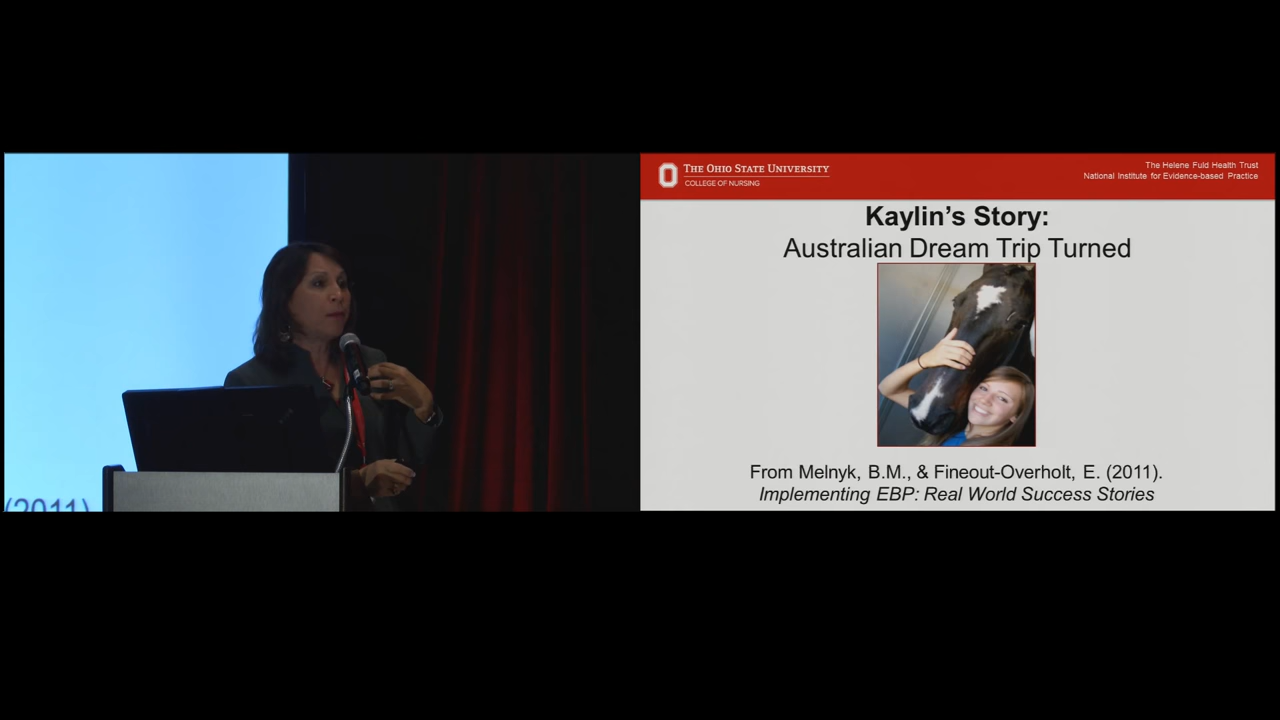 (2011)
THE OHIO STATE UNIVERSITY
COLLEGE OF NURSING
The Helene Fuld Health Trust
National Institute for Evidence-based Practice
Kaylin's Story:
Australian Dream Trip Turned
From Melnyk, B.M., & Fineout-Overholt, E. (2011).
Implementing EBP: Real World Success Stories